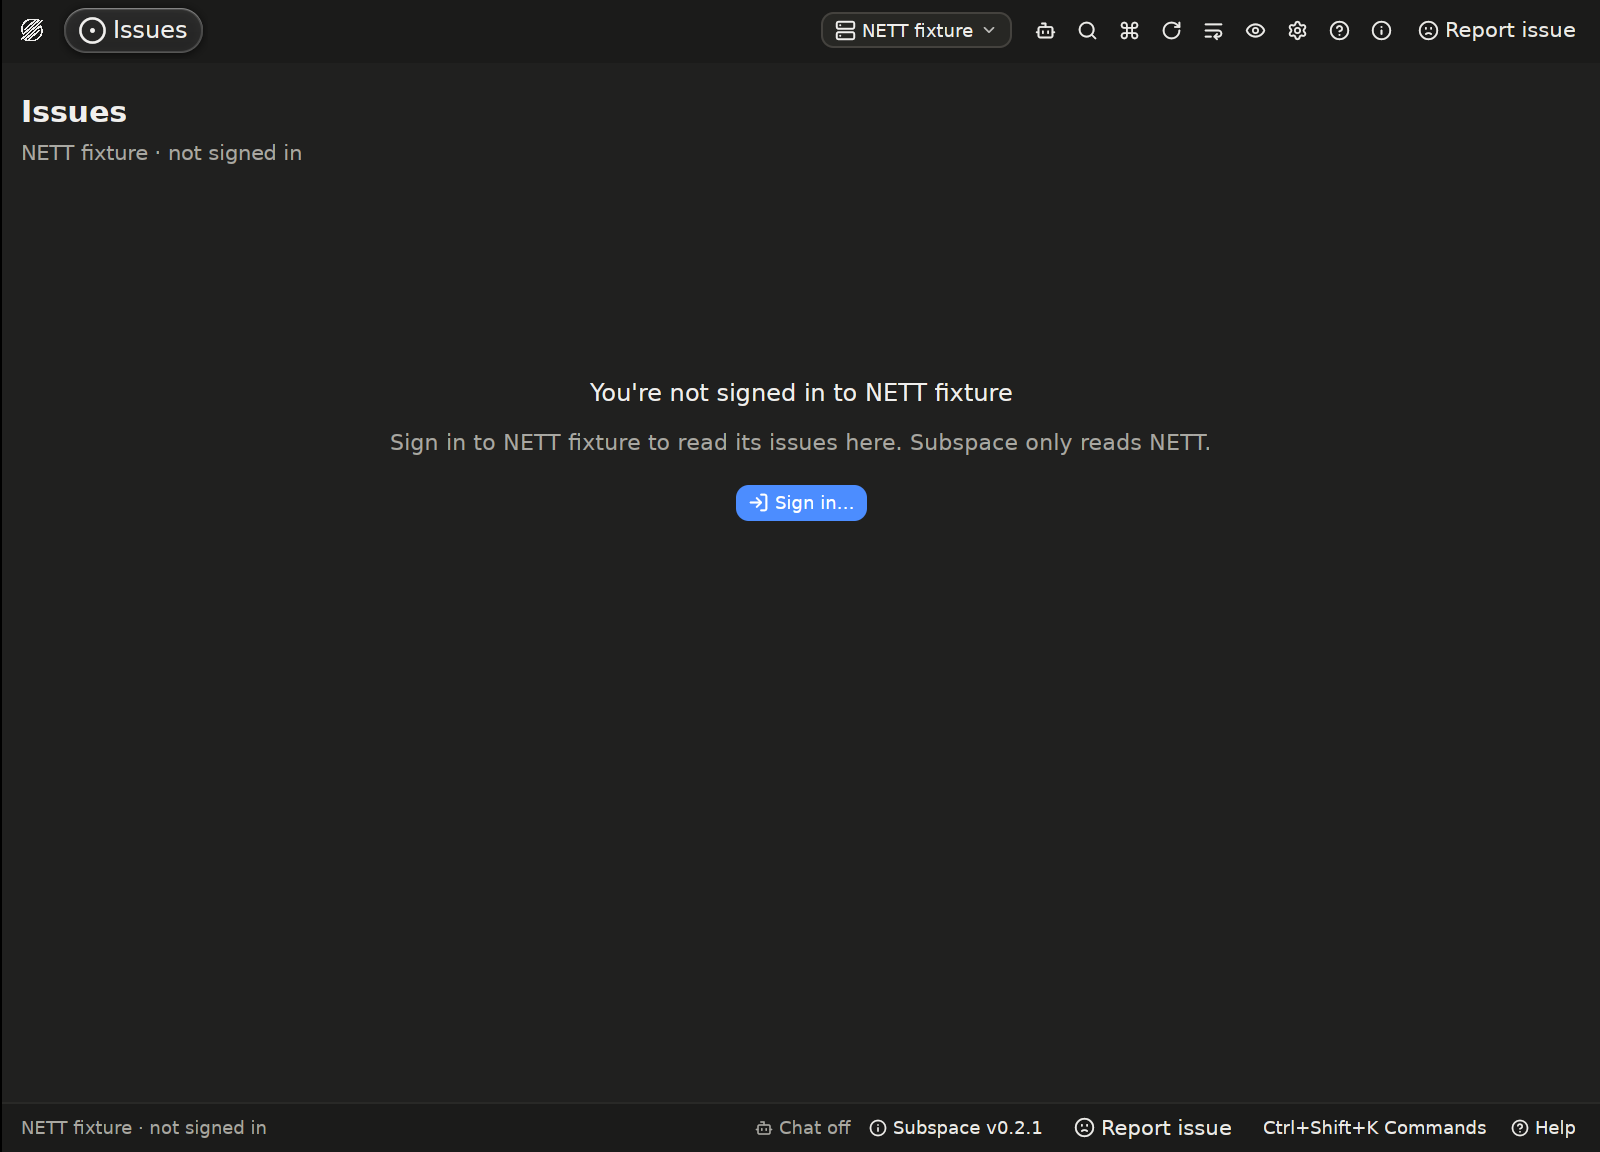 Issues
NETT fixture
Report issue
Issues
NETT fixture · not signed in
You're not signed in to NETT fixture
Sign in to NETT fixture to read its issues here. Subspace only reads NETT.
Sign in...
NETT fixture · not signed in
Chat off
Subspace v0.2.1
Report issue
Ctrl+Shift+K Commands
Help